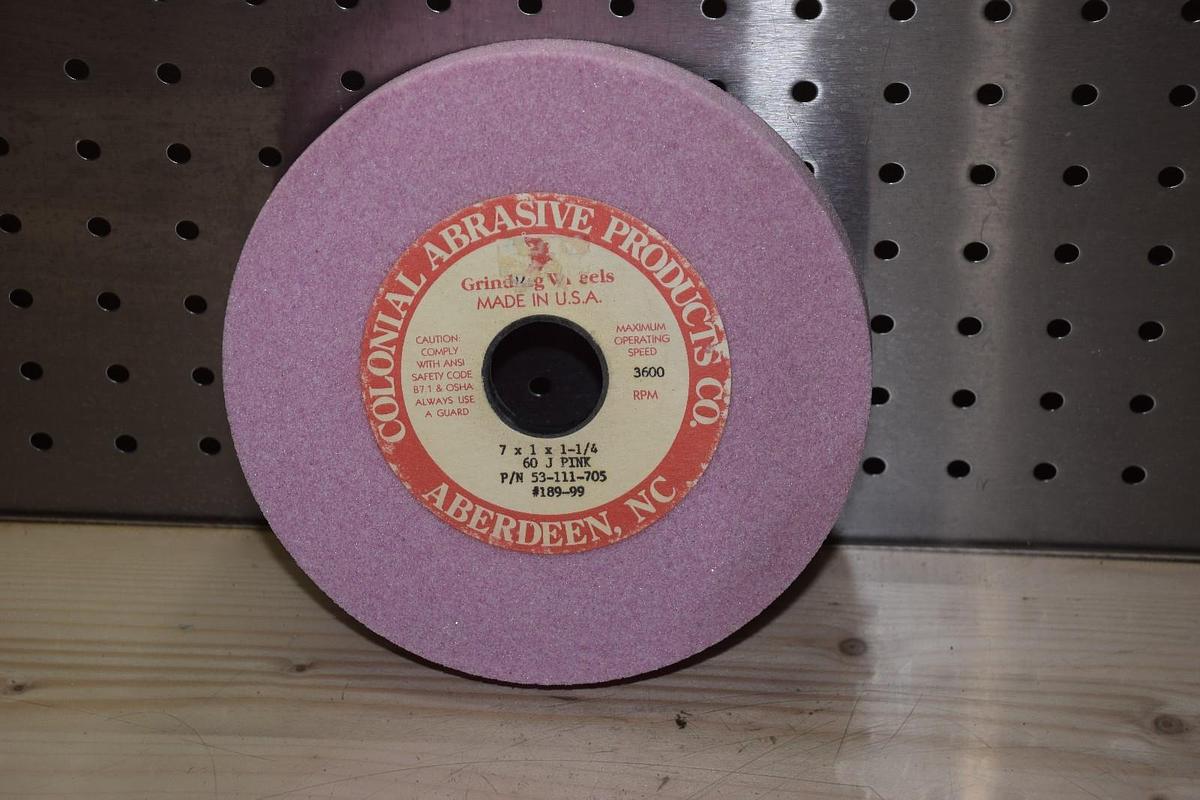 COLONIAL ABRASIVE PRODUCTS CO.
MADE IN U.S.A.
CAUTION:
COMPLY
WITH ANSI
SAFETY CODE
B7.1 & OSHA
ALWAYS USE
A GUARD
MAXIMUM
OPERATING
SPEED
3600
RPM
7 x 1 x 1-1/4
60 J PINK
P/N 53-111-705
#189-99
ABERDEEN, NC